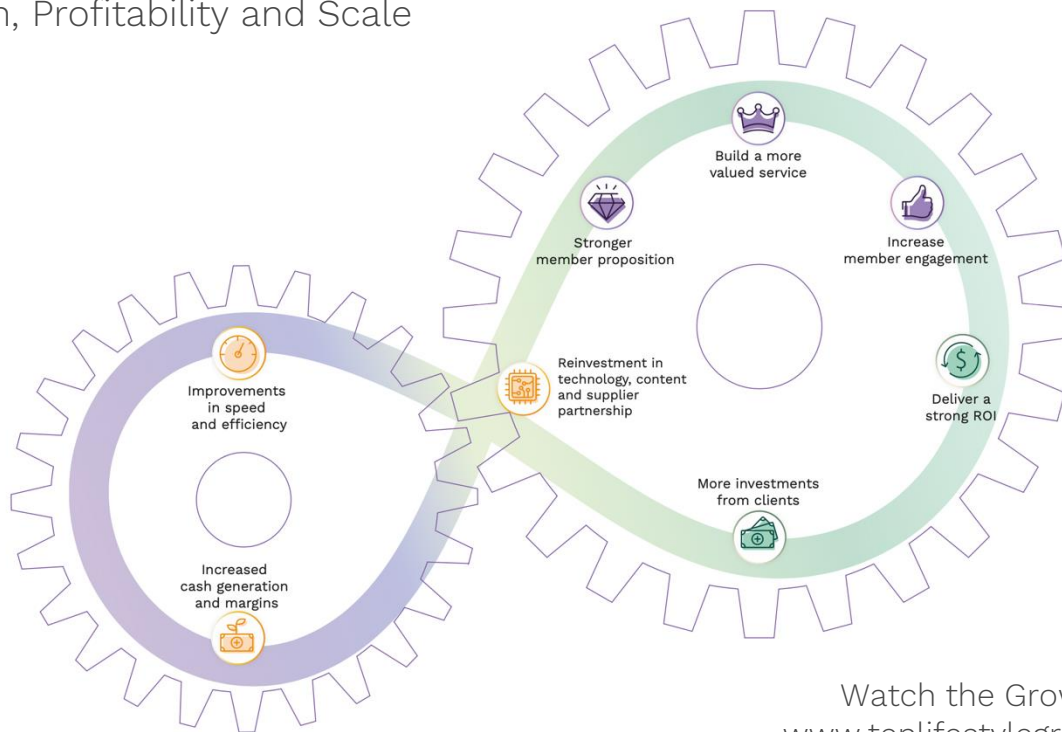 , Profitability and Scale
Build a more
valued service
Stronger
member proposition
Increase
member engagement
Improvements
in speed
and efficiency
Reinvestment in
technology, content
and supplier
partnership
Deliver a
strong ROI
More investments
from clients
Increased
cash generation
and margins
$
Watch the